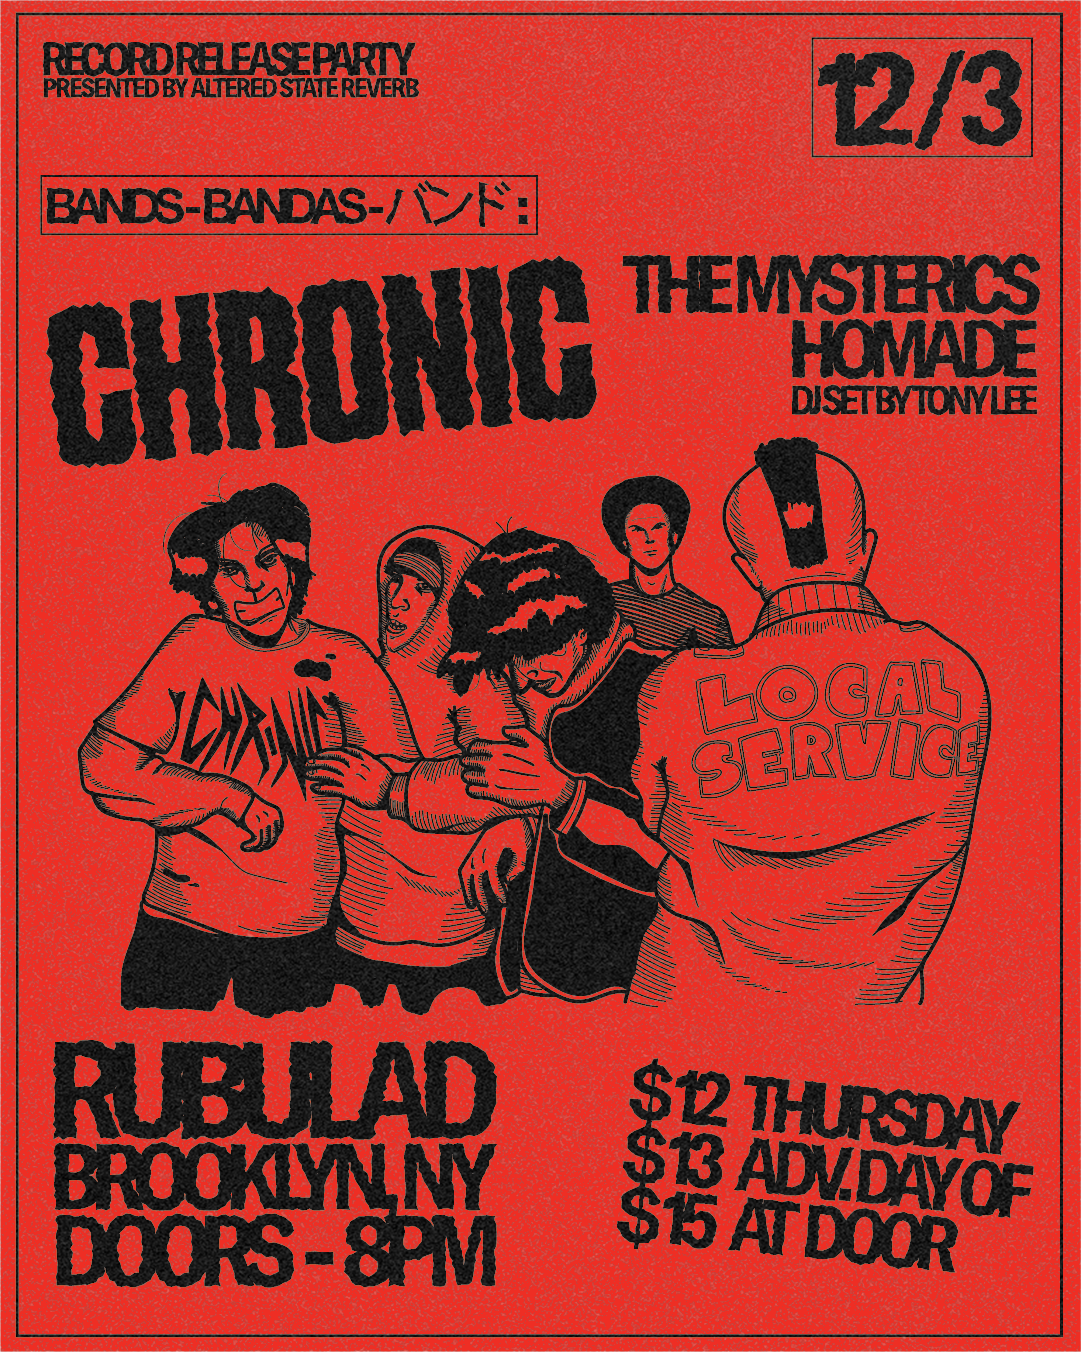 RECORD RELEASE PARTY
PRESENTED BY ALTERED STATE REVERB
12/3
BANDS - BANDAS - バンド :
CHRONIC
THE MYSTERICS
HOMADE
DJ SET BY TONY LEE
CHRONIC
LOCAL
SERVICE
RUBULAD
BROOKLYN, NY
DOORS - 8PM
$12 THURSDAY
$13 ADV. DAY OF
$15 AT DOOR